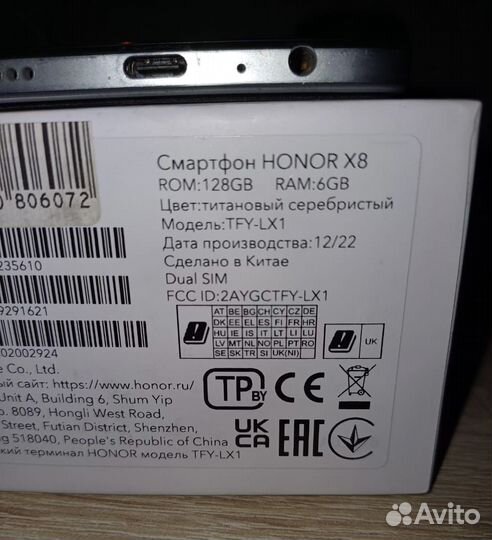 0 806072
Смартфон HONOR X8
ROM:128GB RAM:6GB
Цвет:титановый серебристый
Модель:TFY-LX1
Дата производства:12/22
Сделано в Китае
Dual SIM
FCC ID:2AYGCTFY-LX1
235610
9291621
02002924
AT BE BG CH CY CZ DE
DK EE EL ES FI FR HR
HU IE IS IT LT LI LU
LV MT NL NO PL PT RO
SE SK TR SI UK(NI)
UK
e Co., Ltd.
ый сайт: https://www.honor.ru/
Unit A, Building 6, Shum Yip
o. 8089, Hongli West Road,
Street, Futian District, Shenzhen,
g 518040, People's Republic of China
кий терминал HONOR модель TFY-LX1
TP BY CE
UK CA EAC
Avito